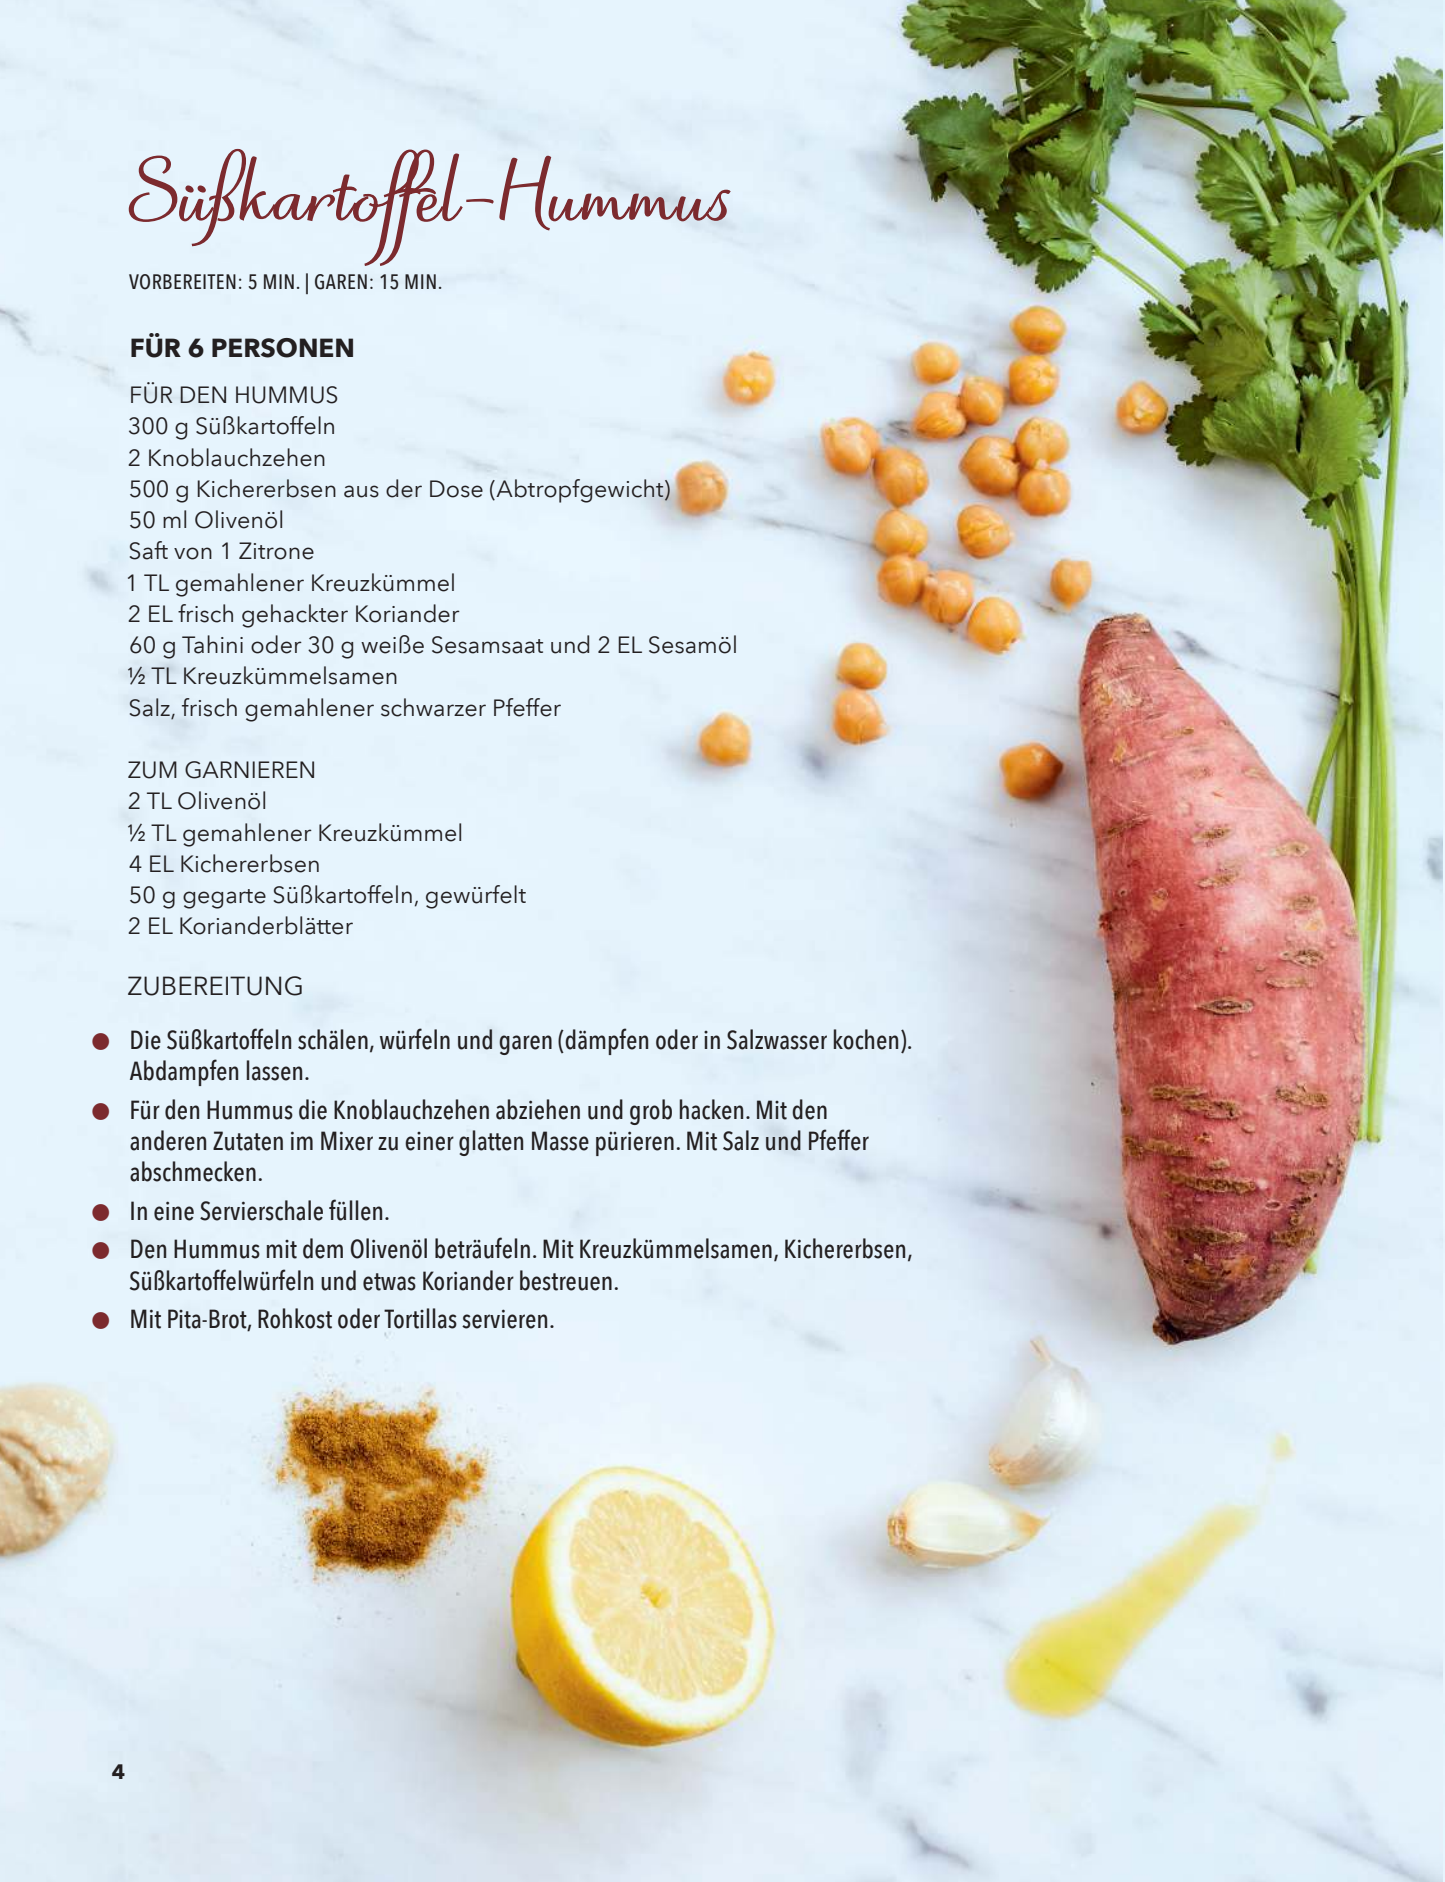 Süßkartoffel-Hummus
VORBEREITEN: 5 MIN. | GAREN: 15 MIN.
FÜR 6 PERSONEN
FÜR DEN HUMMUS
300 g Süßkartoffeln
2 Knoblauchzehen
500 g Kichererbsen aus der Dose (Abtropfgewicht)
50 ml Olivenöl
Saft von 1 Zitrone
1 TL gemahlener Kreuzkümmel
2 EL frisch gehackter Koriander
60 g Tahini oder 30 g weiße Sesamsaat und 2 EL Sesamöl
½ TL Kreuzkümmelsamen
Salz, frisch gemahlener schwarzer Pfeffer
ZUM GARNIEREN
2 TL Olivenöl
½ TL gemahlener Kreuzkümmel
4 EL Kichererbsen
50 g gegarte Süßkartoffeln, gewürfelt
2 EL Korianderblätter
ZUBEREITUNG
● Die Süßkartoffeln schälen, würfeln und garen (dämpfen oder in Salzwasser kochen).
Abdampfen lassen.
● Für den Hummus die Knoblauchzehen abziehen und grob hacken. Mit den
anderen Zutaten im Mixer zu einer glatten Masse pürieren. Mit Salz und Pfeffer
abschmecken.
● In eine Servierschale füllen.
● Den Hummus mit dem Olivenöl beträufeln. Mit Kreuzkümmelsamen, Kichererbsen,
Süßkartoffelwürfeln und etwas Koriander bestreuen.
● Mit Pita-Brot, Rohkost oder Tortillas servieren.
4